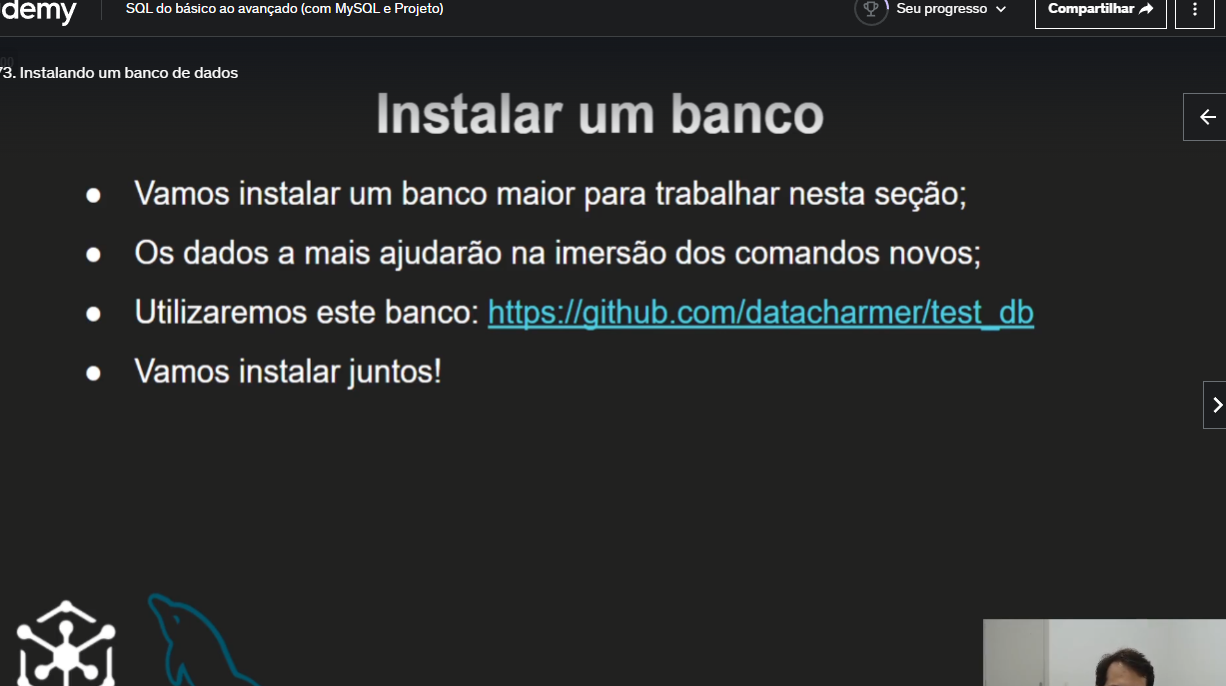 demy
SQL do básico ao avançado (com MySQL e Projeto)
Seu progresso
Compartilhar
73. Instalando um banco de dados
Instalar um banco
● Vamos instalar um banco maior para trabalhar nesta seção;
● Os dados a mais ajudarão na imersão dos comandos novos;
● Utilizaremos este banco: https://github.com/datacharmer/test_db
● Vamos instalar juntos!